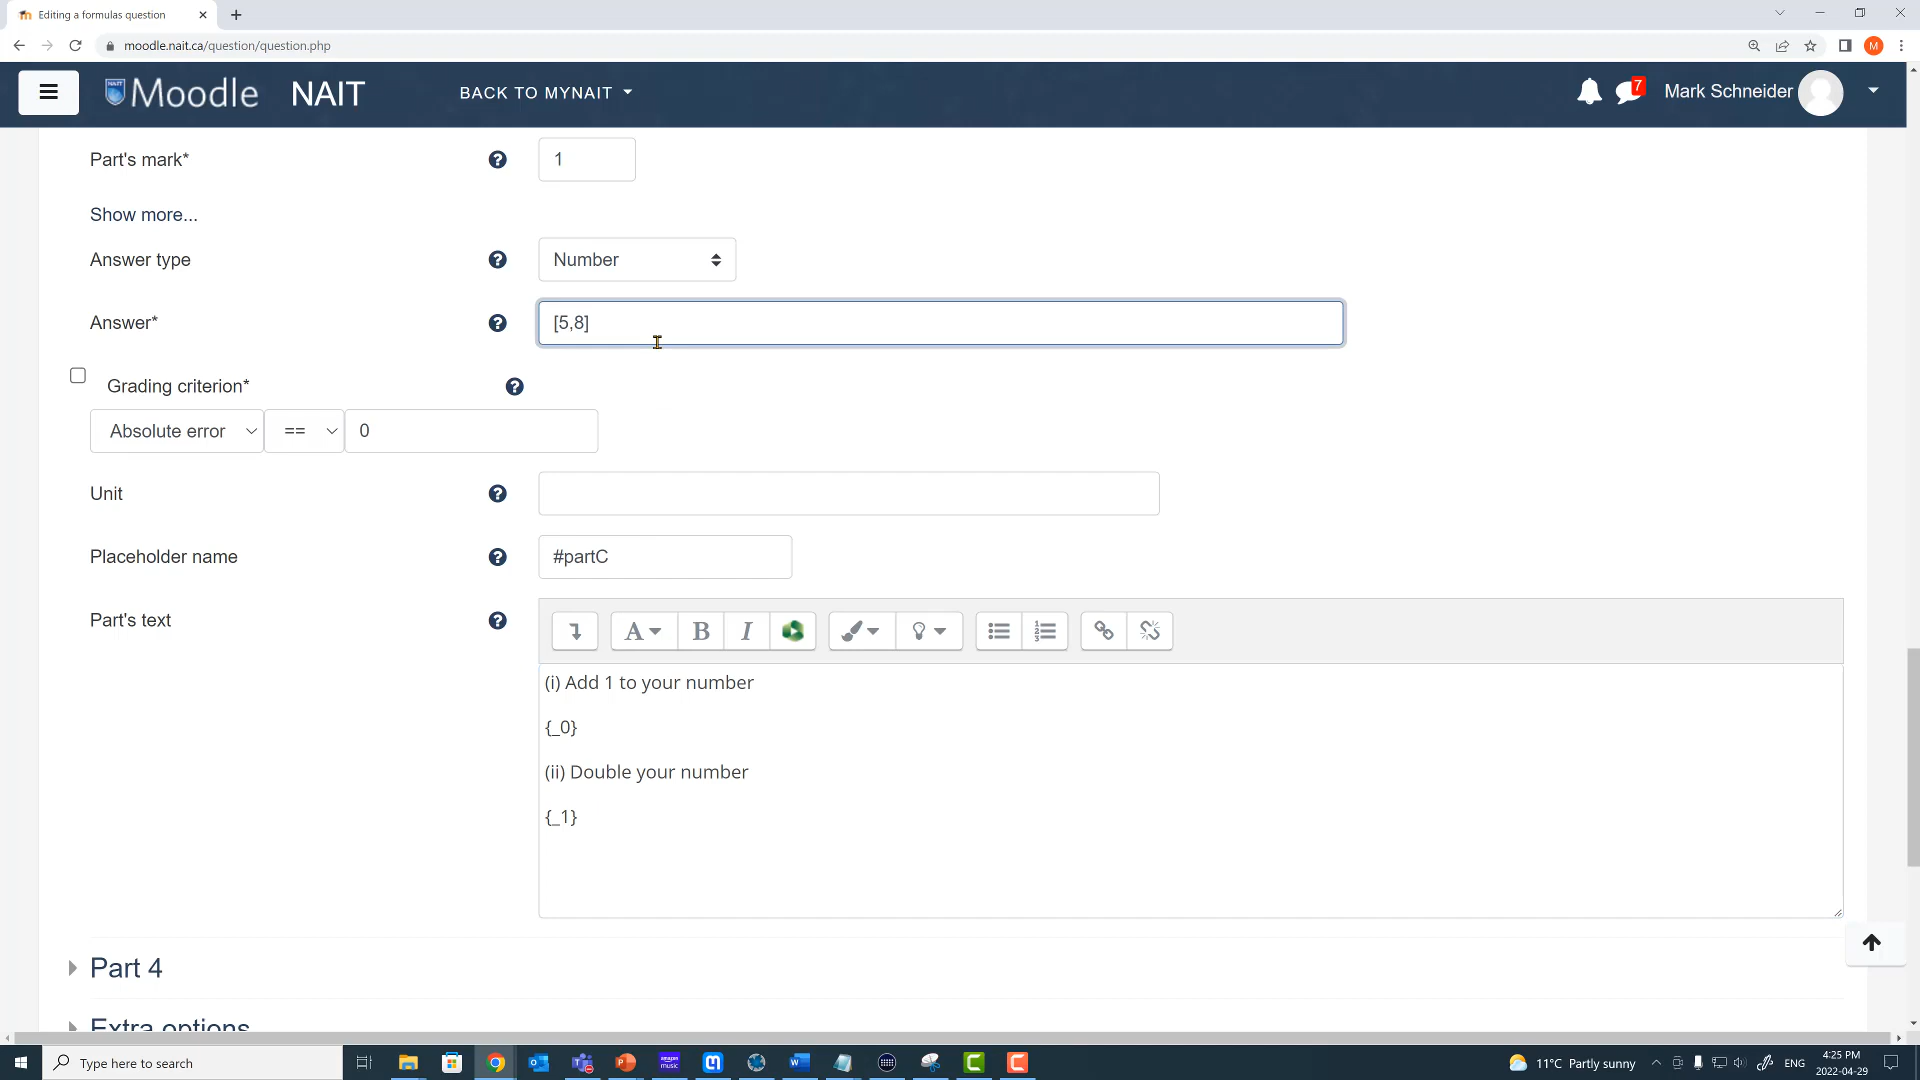 Editing a formulas question
moodle.nait.ca/question/question.php
M
NAIT
Moodle
NAIT
BACK TO MYNAIT
7
Mark Schneider
Part's mark*
1
Show more...
Answer type
Number
Answer*
[5,8]
Grading criterion*
Absolute error
==
0
Unit
Placeholder name
#partC
Part's text
A
B
I
(i) Add 1 to your number
{_0}
(ii) Double your number
{_1}
Part 4
Extra options
Type here to search
11°C Partly sunny
ENG
4:25 PM
2022-04-29